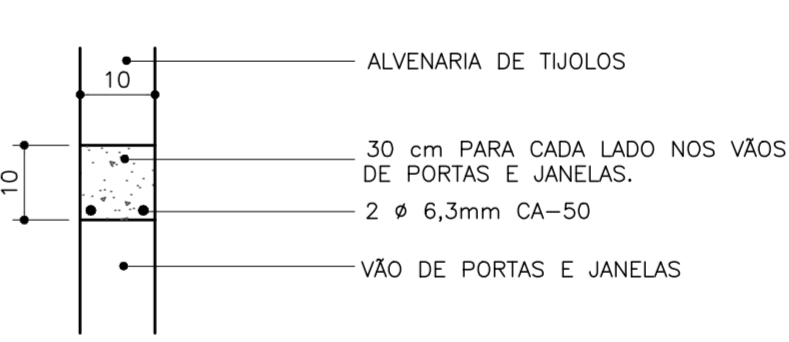 ALVENARIA DE TIJOLOS
10
30 cm PARA CADA LADO NOS VÃOS
DE PORTAS E JANELAS.
10
2 ø 6,3mm CA-50
VÃO DE PORTAS E JANELAS